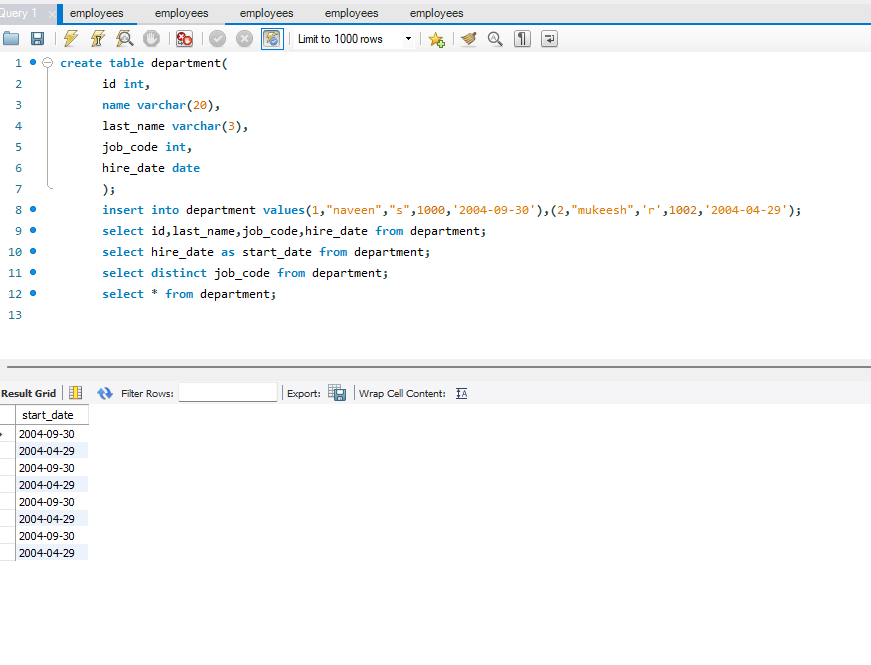 Query 1 employees employees employees employees employees
Limit to 1000 rows
1 create table department(
2 id int,
3 name varchar(20),
4 last_name varchar(3),
5 job_code int,
6 hire_date date
7 );
8 insert into department values(1,"naveen","s",1000,'2004-09-30'),(2,"mukeesh",'r',1002,'2004-04-29');
9 select id,last_name,job_code,hire_date from department;
10 select hire_date as start_date from department;
11 select distinct job_code from department;
12 select * from department;
13
Result Grid Filter Rows: Export: Wrap Cell Content:
start_date
2004-09-30
2004-04-29
2004-09-30
2004-04-29
2004-09-30
2004-04-29
2004-09-30
2004-04-29